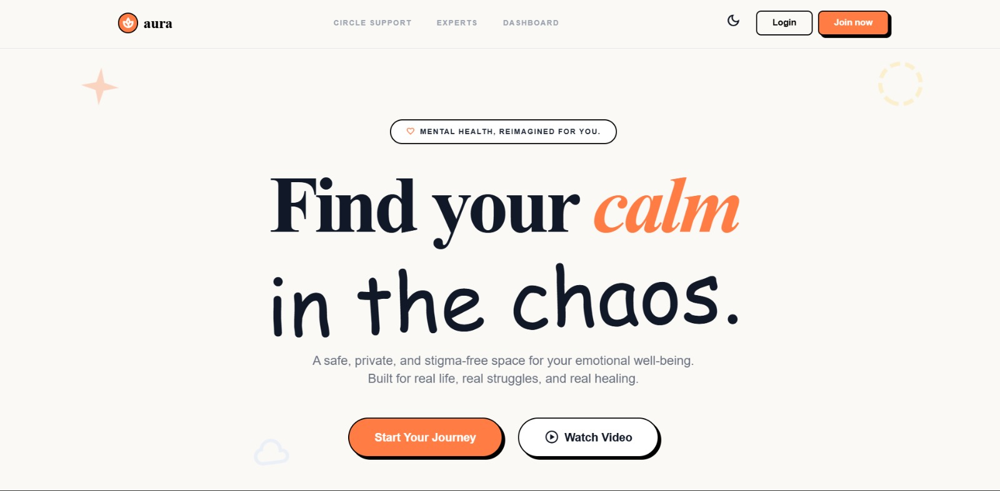 aura
CIRCLE SUPPORT
EXPERTS
DASHBOARD
Login
Join now
MENTAL HEALTH, REIMAGINED FOR YOU.
Find your calm
in the chaos.
A safe, private, and stigma-free space for your emotional well-being.
Built for real life, real struggles, and real healing.
Start Your Journey
Watch Video